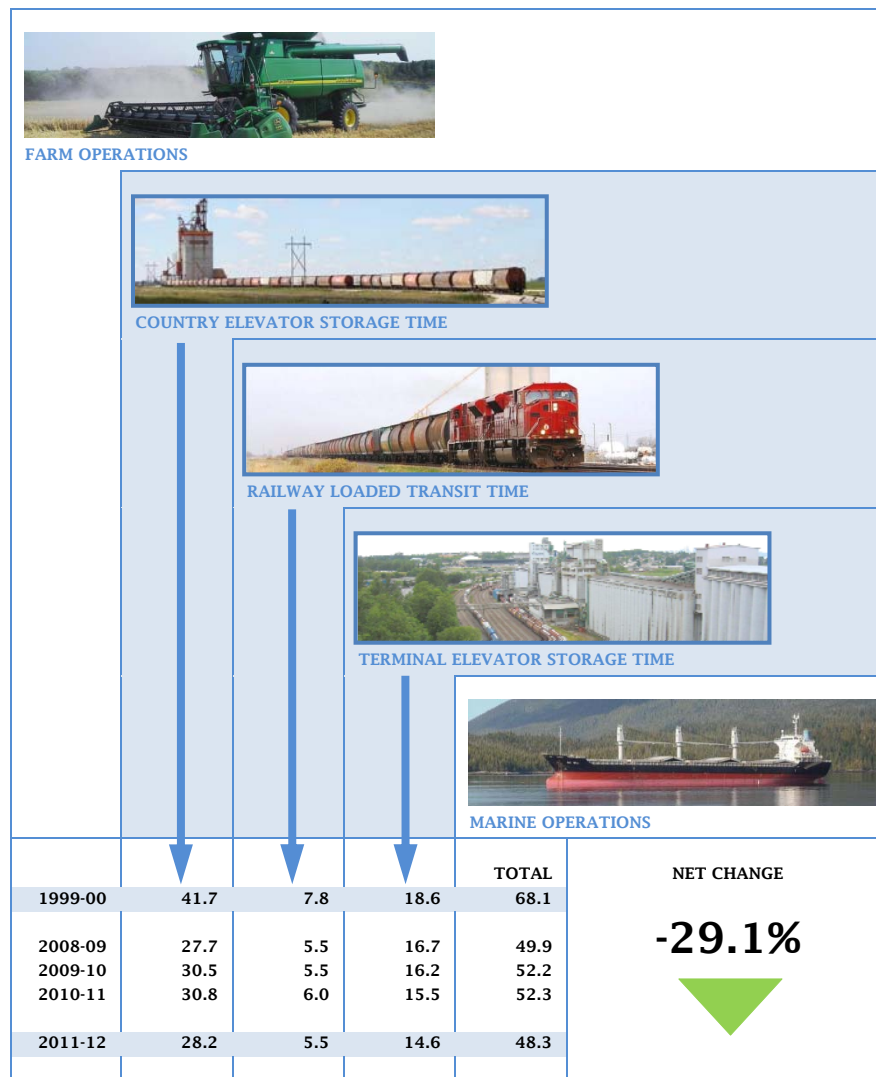 FARM OPERATIONS
COUNTRY ELEVATOR STORAGE TIME
RAILWAY LOADED TRANSIT TIME
TERMINAL ELEVATOR STORAGE TIME
MARINE OPERATIONS
TOTAL NET CHANGE
1999-00 41.7 7.8 18.6 68.1
-29.1%
2008-09 27.7 5.5 16.7 49.9
2009-10 30.5 5.5 16.2 52.2
2010-11 30.8 6.0 15.5 52.3
2011-12 28.2 5.5 14.6 48.3